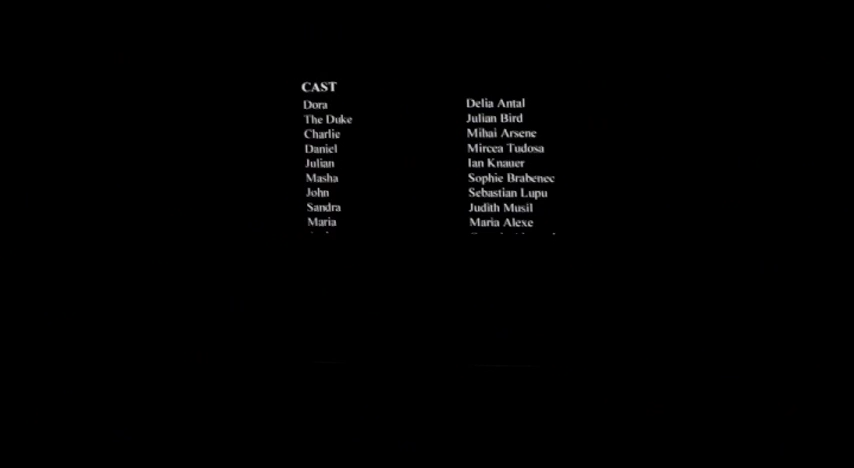 CAST
Dora Delia Antal
The Duke Julian Bird
Charlie Mihai Arsene
Daniel Mircea Tudosa
Julian Ian Knauer
Masha Sophie Brabenec
John Sebastian Lupu
Sandra Judith Musil
Maria Maria Alexe